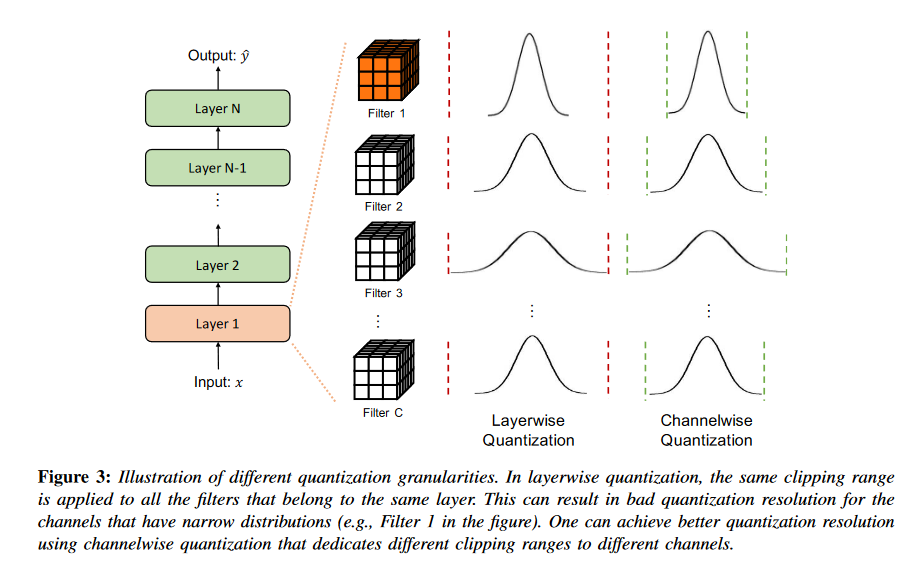 Output: ŷ
Layer N
Layer N-1
⋮
Layer 2
Layer 1
Input: x
Filter 1
Filter 2
Filter 3
⋮
Filter C
⋮
Layerwise
Quantization
⋮
Channelwise
Quantization
Figure 3: Illustration of different quantization granularities. In layerwise quantization, the same clipping range
is applied to all the filters that belong to the same layer. This can result in bad quantization resolution for the
channels that have narrow distributions (e.g., Filter 1 in the figure). One can achieve better quantization resolution
using channelwise quantization that dedicates different clipping ranges to different channels.